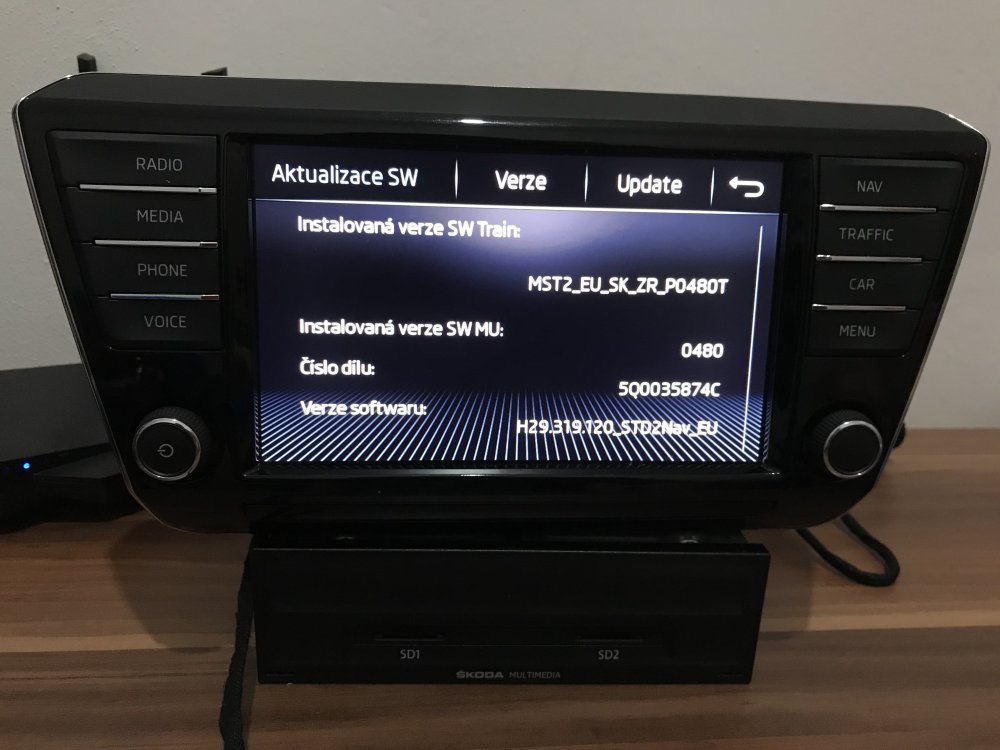 RADIO
MEDIA
PHONE
VOICE
Aktualizace SW
Verze
Update
Instalovaná verze SW Train:
MST2_EU_SK_ZR_P0480T
Instalovaná verze SW MU:
0480
Číslo dílu:
5Q0035874C
Verze softwaru:
H29.319.120_STD2Nav_EU
NAV
TRAFFIC
CAR
MENU
SD1
SD2
ŠKODA MULTIMEDIA